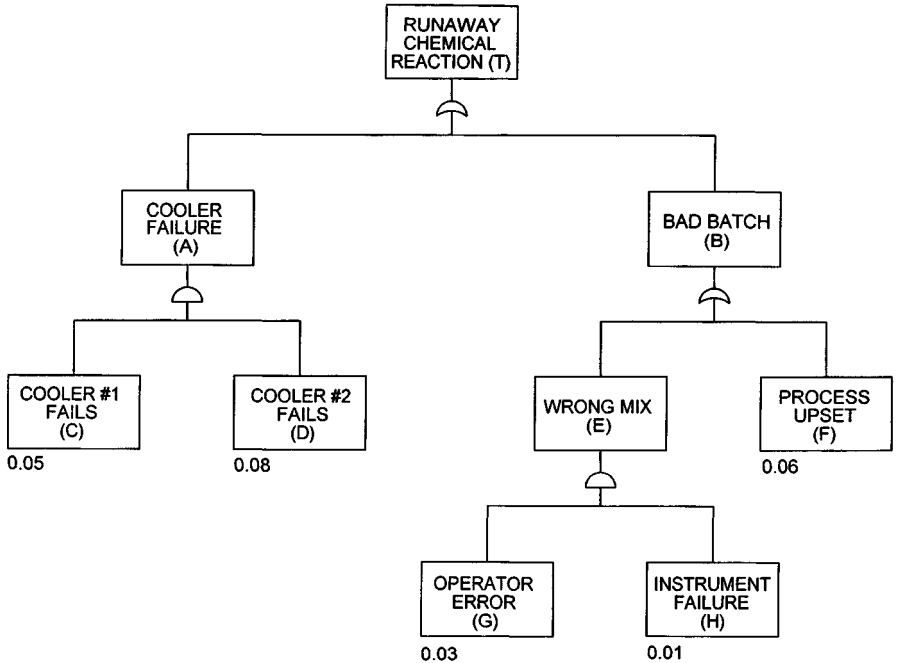 RUNAWAY
CHEMICAL
REACTION (T)
COOLER
FAILURE
(A)
BAD BATCH
(B)
COOLER #1
FAILS
(C)
0.05
COOLER #2
FAILS
(D)
0.08
WRONG MIX
(E)
PROCESS
UPSET
(F)
0.06
OPERATOR
ERROR
(G)
0.03
INSTRUMENT
FAILURE
(H)
0.01